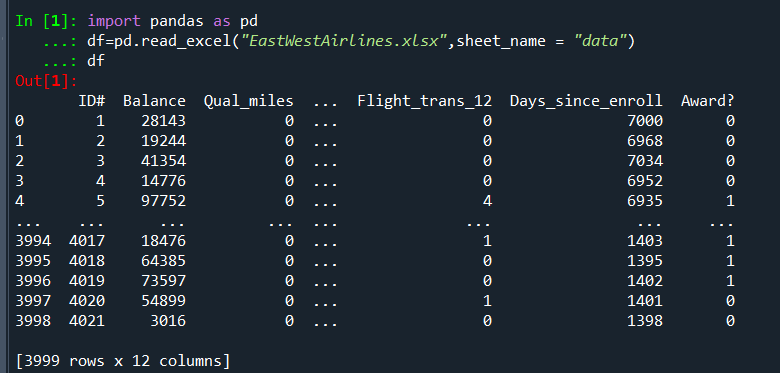 In [1]: import pandas as pd
   ...: df=pd.read_excel("EastWestAirlines.xlsx",sheet_name = "data")
   ...: df
Out[1]:
       ID#  Balance  Qual_miles  ...  Flight_trans_12  Days_since_enroll  Award?
0        1    28143           0  ...                0               7000       0
1        2    19244           0  ...                0               6968       0
2        3    41354           0  ...                0               7034       0
3        4    14776           0  ...                0               6952       0
4        5    97752           0  ...                4               6935       1
...    ...      ...         ...  ...              ...                ...     ...
3994  4017    18476           0  ...                1               1403       1
3995  4018    64385           0  ...                0               1395       1
3996  4019    73597           0  ...                0               1402       1
3997  4020    54899           0  ...                1               1401       0
3998  4021     3016           0  ...                0               1398       0
[3999 rows x 12 columns]